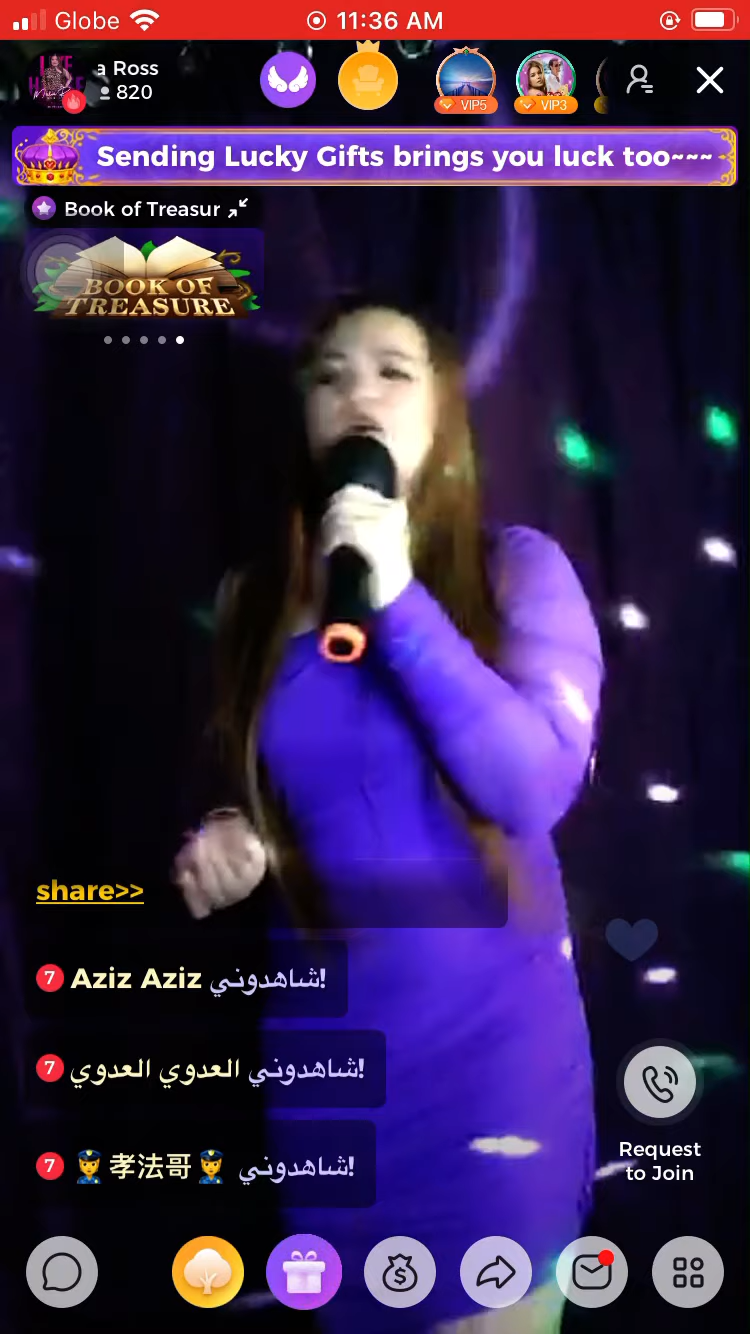 Globe 11:36 AM
a Ross
820
VIP5
VIP3
Sending Lucky Gifts brings you luck too~~~
Book of Treasur
BOOK OF
TREASURE
share>>
7 Aziz Aziz شاهدوني!
7 العدوي العدوي شاهدوني!
7 👮孝法哥👮 شاهدوني!
Request
to Join